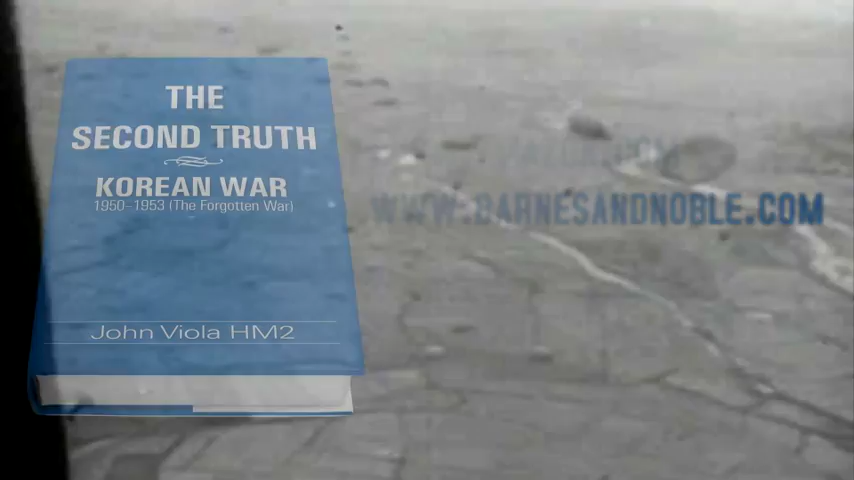 THE
SECOND TRUTH
KOREAN WAR
1950-1953 (The Forgotten War)
John Viola HM2
WWW.BARNESANDNOBLE.COM